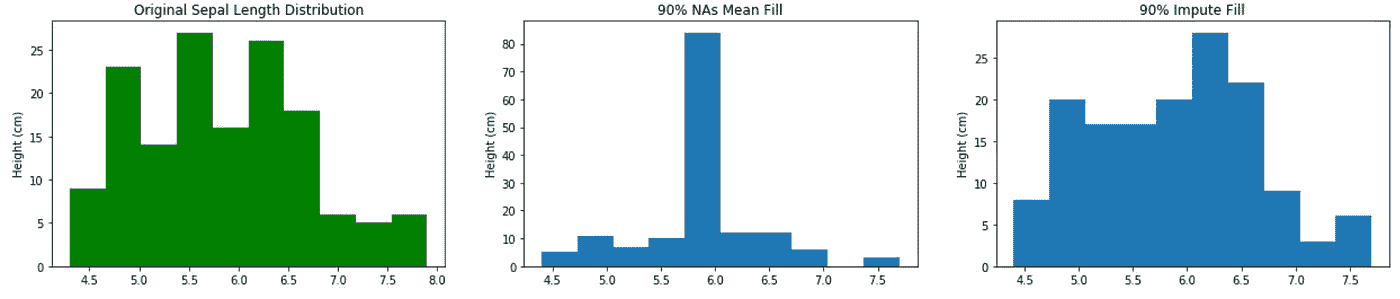 Original Sepal Length Distribution
Height (cm)
25
20
15
10
5
0
4.5 5.0 5.5 6.0 6.5 7.0 7.5 8.0
90% NAs Mean Fill
Height (cm)
80
70
60
50
40
30
20
10
0
4.5 5.0 5.5 6.0 6.5 7.0 7.5
90% Impute Fill
Height (cm)
25
20
15
10
5
0
4.5 5.0 5.5 6.0 6.5 7.0 7.5